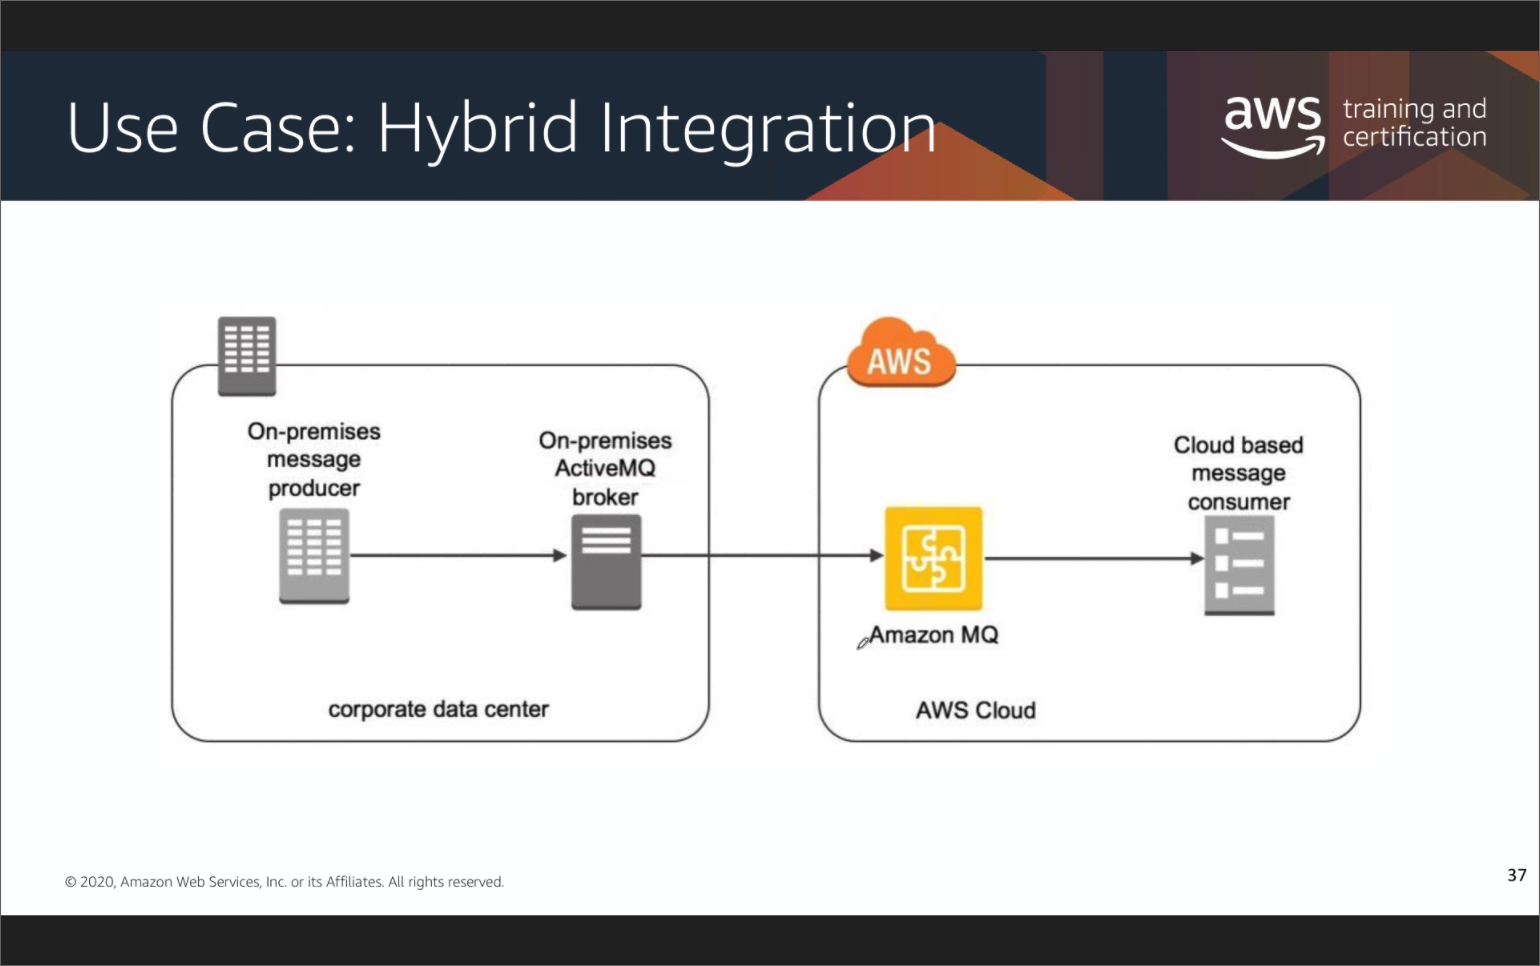 Use Case: Hybrid Integration
aws training and
certification
AWS
On-premises
message
producer
On-premises
ActiveMQ
broker
Cloud based
message
consumer
Amazon MQ
corporate data center
AWS Cloud
© 2020, Amazon Web Services, Inc. or its Affiliates. All rights reserved.
37